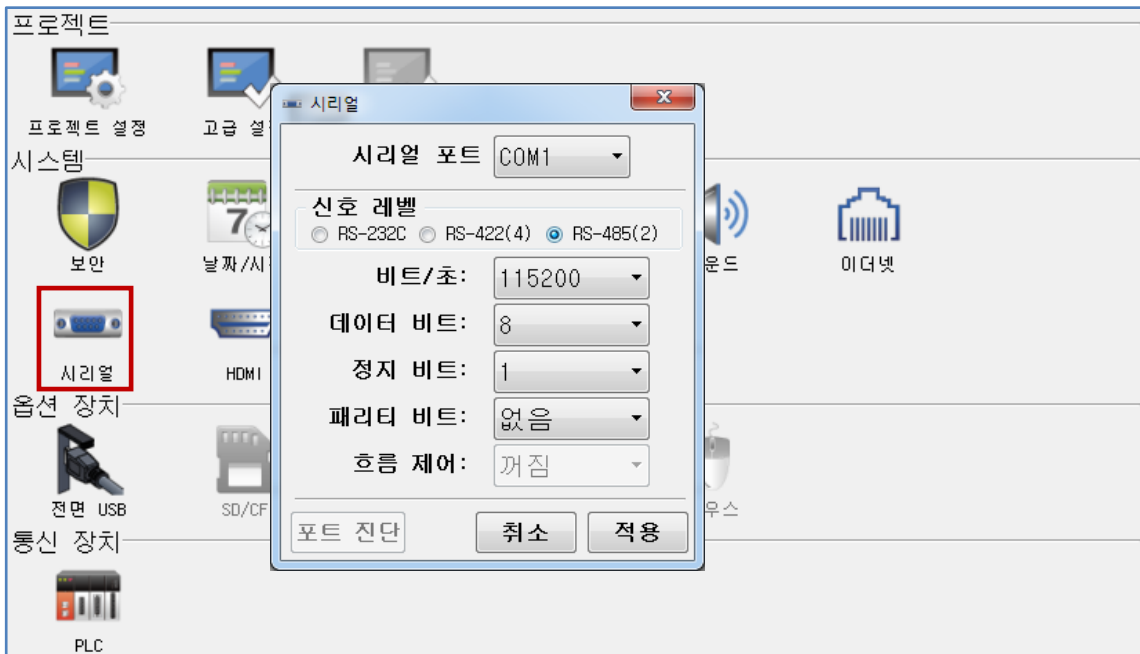 프로젝트
프로젝트 설정
고급 설
시스템
보안
날짜/시
운드
이더넷
시리얼
HDMI
옵션 장치
전면 USB
SD/CF
우스
통신 장치
PLC
시리얼
시리얼 포트 COM1
신호 레벨
RS-232C RS-422(4) RS-485(2)
비트/초: 115200
데이터 비트: 8
정지 비트: 1
패리티 비트: 없음
흐름 제어: 꺼짐
포트 진단 취소 적용